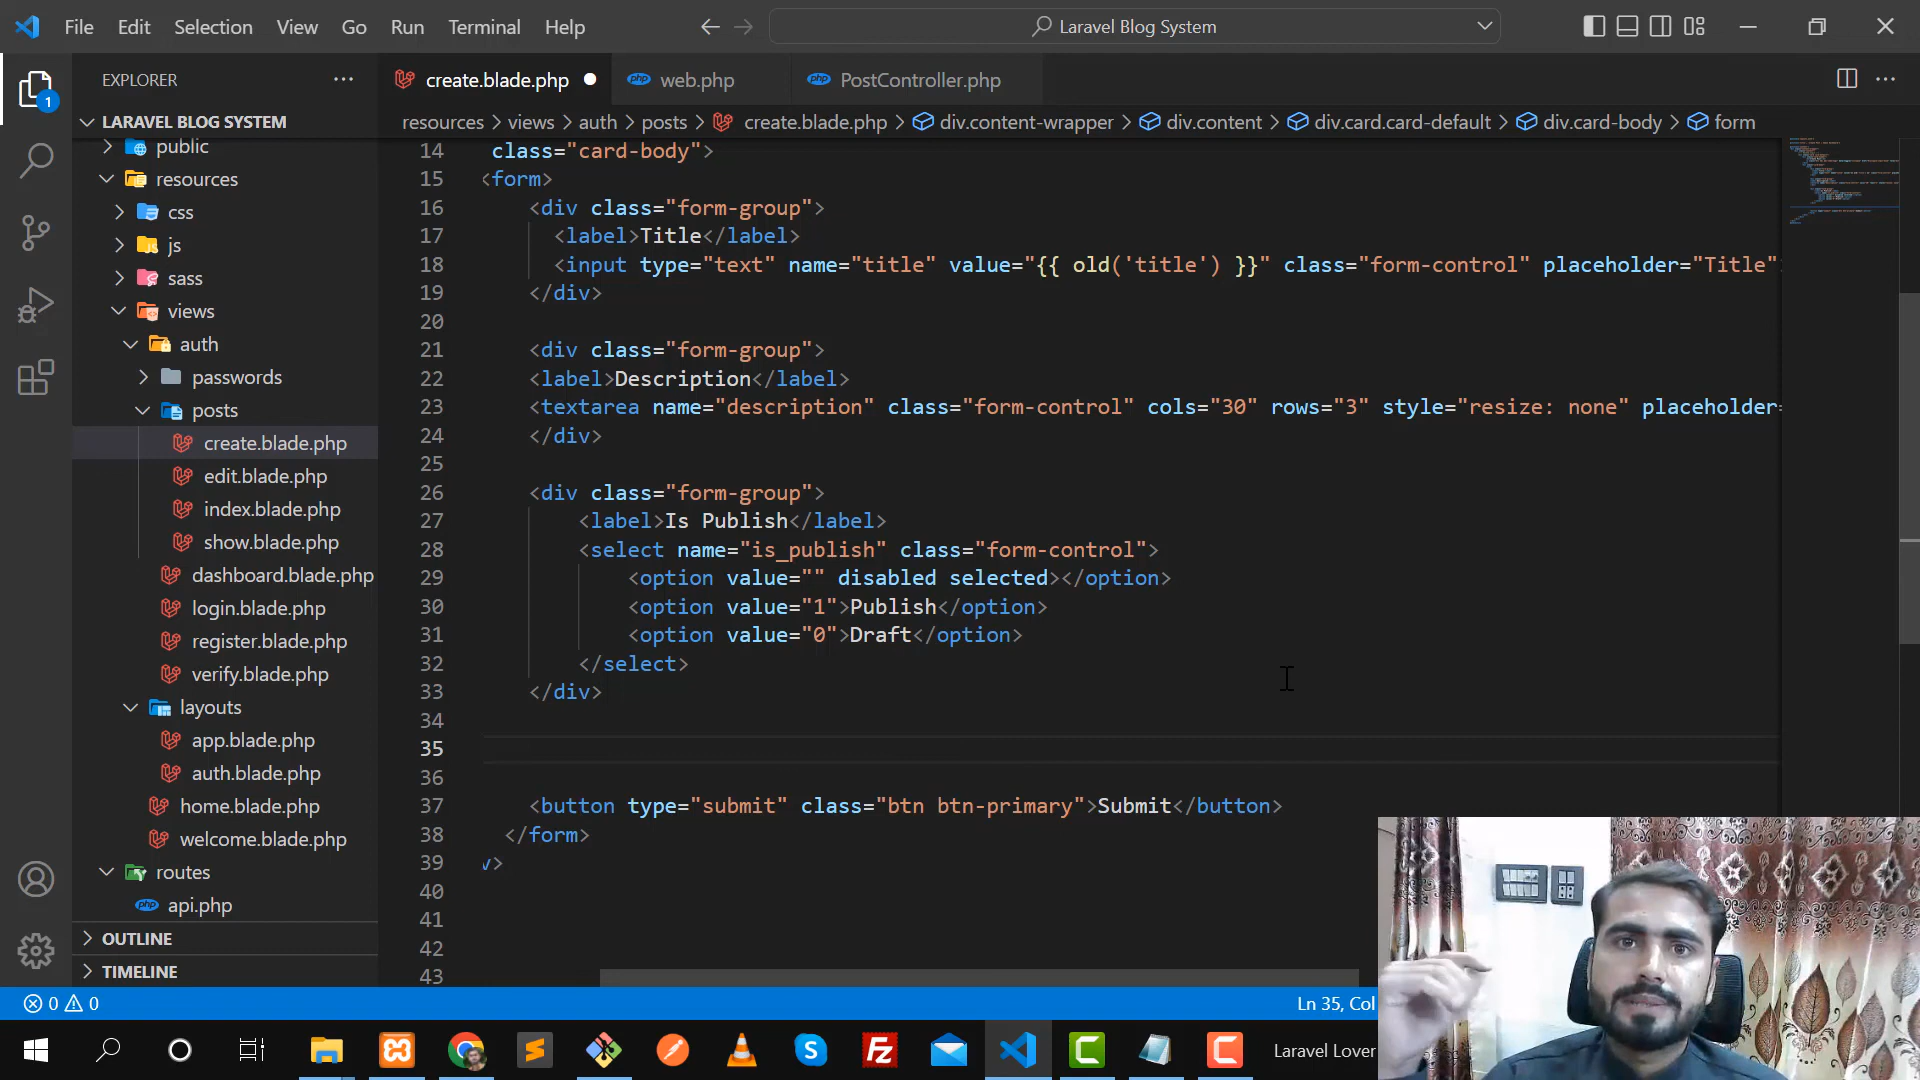 File Edit Selection View Go Run Terminal Help
Laravel Blog System
EXPLORER
create.blade.php
web.php
PostController.php
LARAVEL BLOG SYSTEM
resources > views > auth > posts > create.blade.php > div.content-wrapper > div.content > div.card.card-default > div.card-body > form
public
resources
css
js
sass
views
auth
passwords
posts
create.blade.php
edit.blade.php
index.blade.php
show.blade.php
dashboard.blade.php
login.blade.php
register.blade.php
verify.blade.php
layouts
app.blade.php
auth.blade.php
home.blade.php
welcome.blade.php
routes
api.php
OUTLINE
TIMELINE
1
14 class="card-body">
15 <form>
16 <div class="form-group">
17 <label>Title</label>
18 <input type="text" name="title" value="{{ old('title') }}" class="form-control" placeholder="Title"
19 </div>
20
21 <div class="form-group">
22 <label>Description</label>
23 <textarea name="description" class="form-control" cols="30" rows="3" style="resize: none" placeholder=
24 </div>
25
26 <div class="form-group">
27 <label>Is Publish</label>
28 <select name="is_publish" class="form-control">
29 <option value="" disabled selected></option>
30 <option value="1">Publish</option>
31 <option value="0">Draft</option>
32 </select>
33 </div>
34
35
36
37 <button type="submit" class="btn btn-primary">Submit</button>
38 </form>
39 v>
40
41
42
43
0 0
Ln 35, Col
Laravel Lover